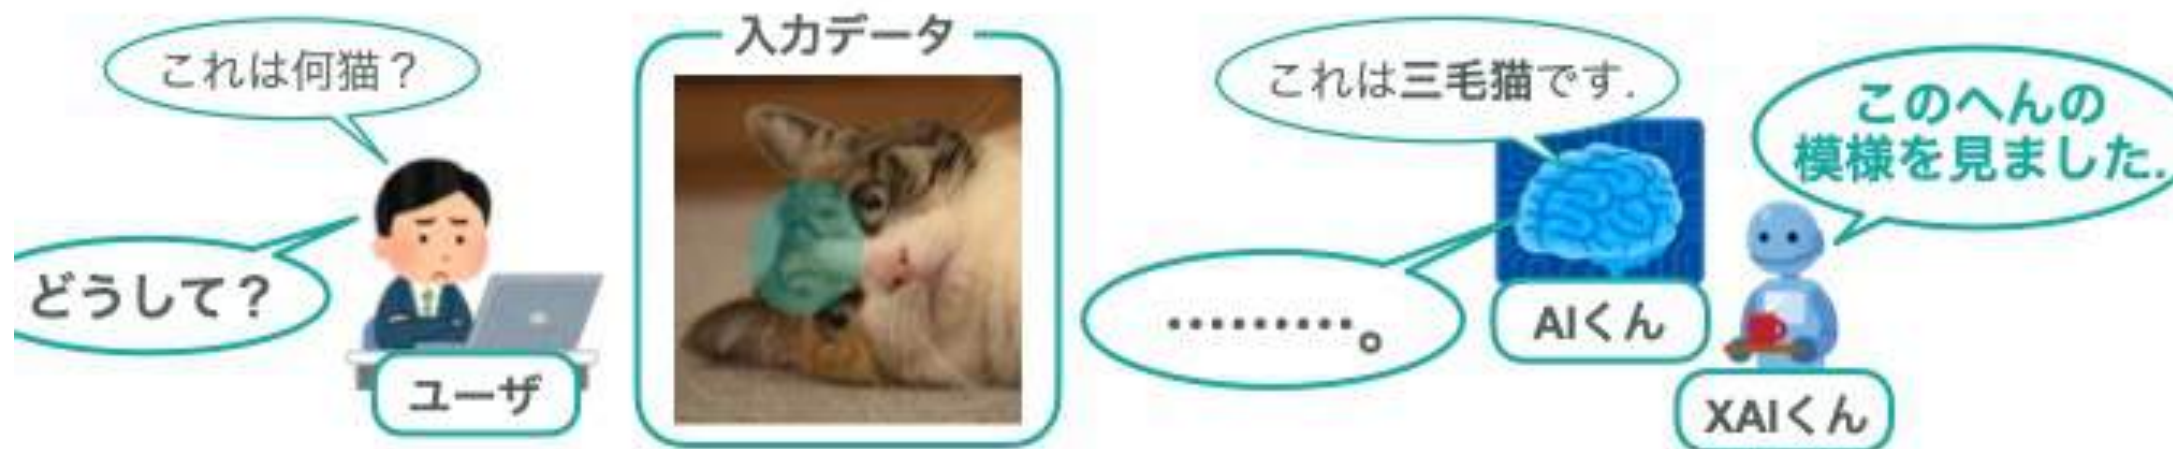 これは何猫？
どうして？
ユーザ
入力データ
これは三毛猫です.
………。
AIくん
このへんの
模様を見ました.
XAIくん